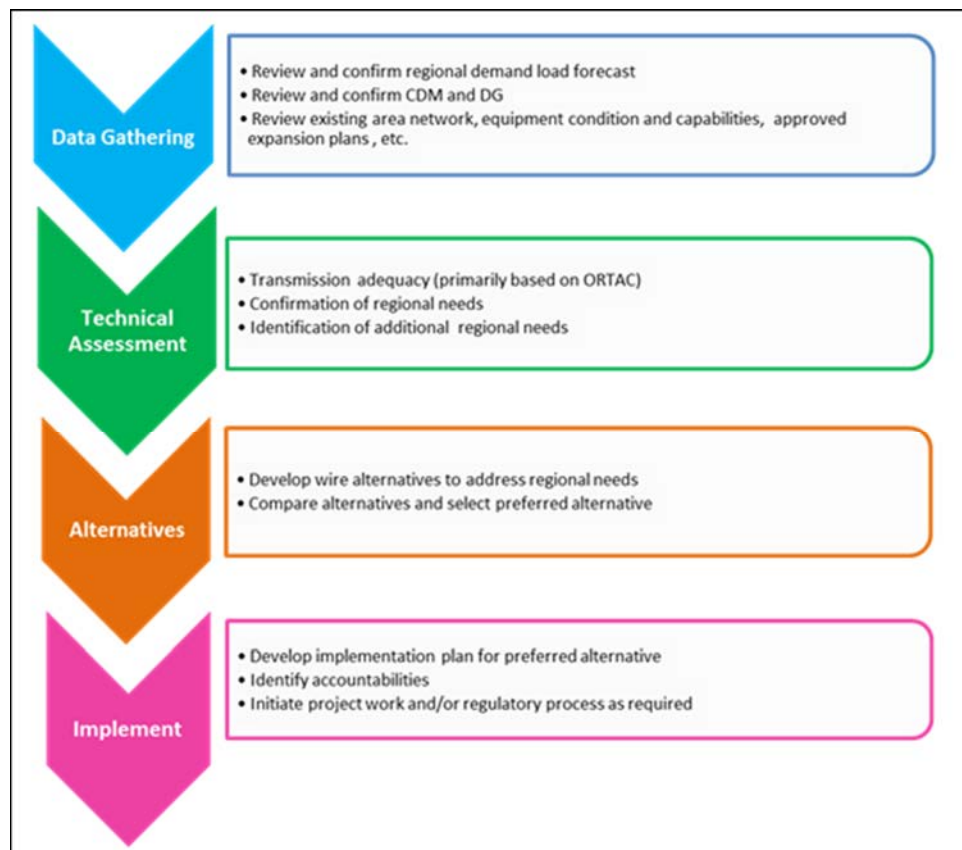 Data Gathering
• Review and confirm regional demand load forecast
• Review and confirm CDM and DG
• Review existing area network, equipment condition and capabilities, approved
expansion plans , etc.
Technical
Assessment
• Transmission adequacy (primarily based on ORTAC)
• Confirmation of regional needs
• Identification of additional regional needs
Alternatives
• Develop wire alternatives to address regional needs
• Compare alternatives and select preferred alternative
Implement
• Develop implementation plan for preferred alternative
• Identify accountabilities
• Initiate project work and/or regulatory process as required